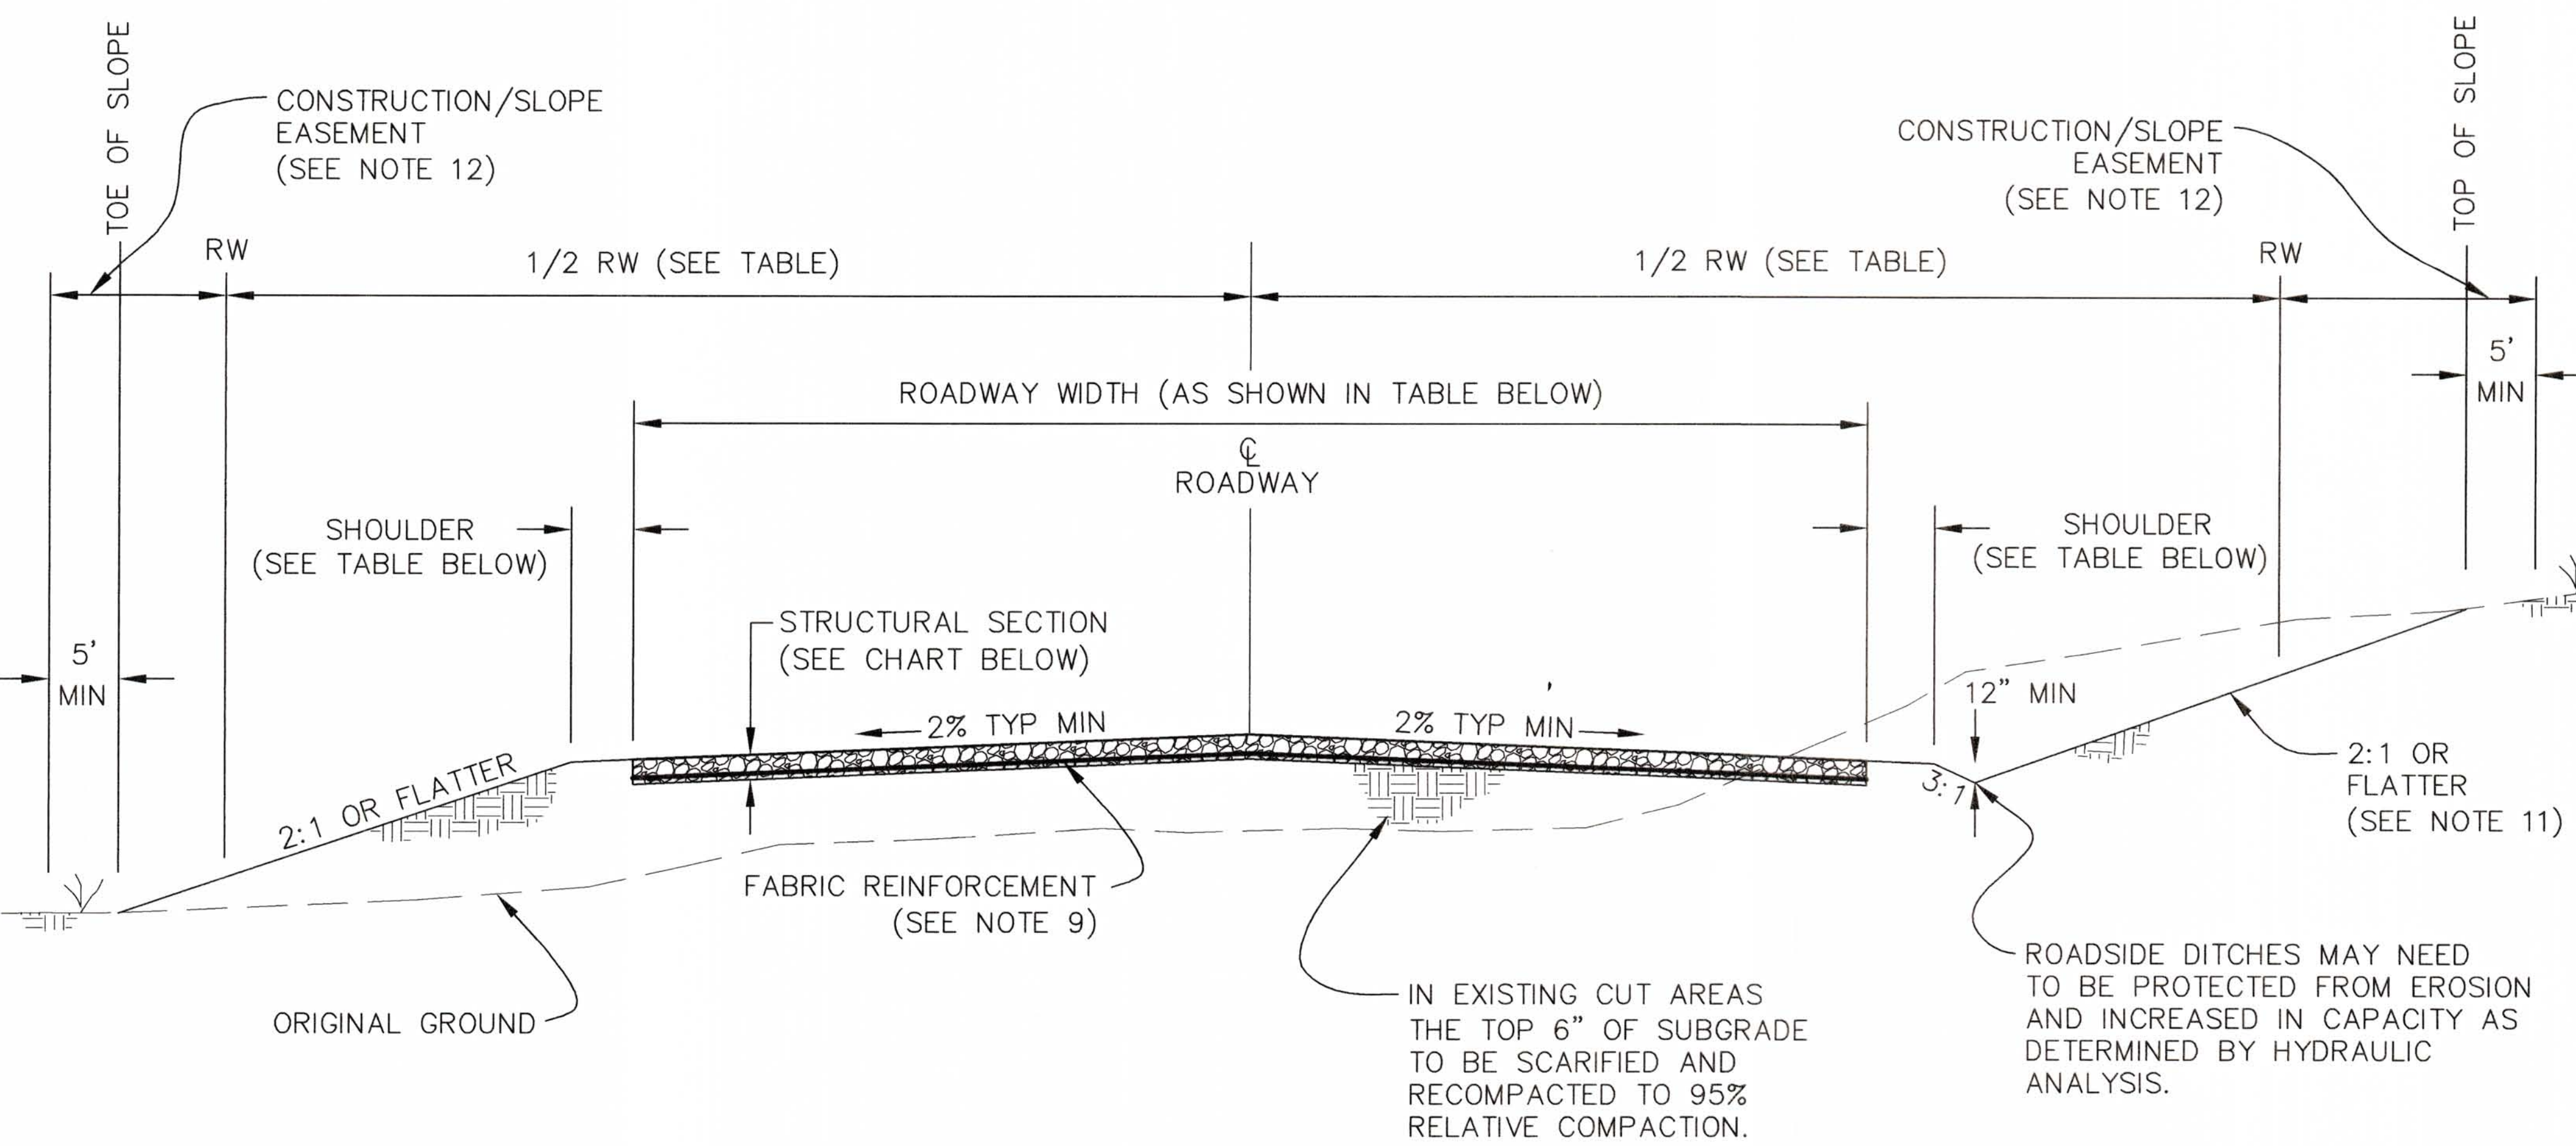 TOE OF SLOPE
CONSTRUCTION/SLOPE
EASEMENT
(SEE NOTE 12)
TOP OF SLOPE
CONSTRUCTION/SLOPE
EASEMENT
(SEE NOTE 12)
RW
1/2 RW (SEE TABLE)
1/2 RW (SEE TABLE)
RW
5'
MIN
ROADWAY WIDTH (AS SHOWN IN TABLE BELOW)
℄
ROADWAY
SHOULDER
(SEE TABLE BELOW)
SHOULDER
(SEE TABLE BELOW)
STRUCTURAL SECTION
(SEE CHART BELOW)
5'
MIN
12" MIN
2% TYP MIN
2% TYP MIN
2:1 OR FLATTER
3:1
2:1 OR
FLATTER
(SEE NOTE 11)
FABRIC REINFORCEMENT
(SEE NOTE 9)
ORIGINAL GROUND
IN EXISTING CUT AREAS
THE TOP 6" OF SUBGRADE
TO BE SCARIFIED AND
RECOMPACTED TO 95%
RELATIVE COMPACTION.
ROADSIDE DITCHES MAY NEED
TO BE PROTECTED FROM EROSION
AND INCREASED IN CAPACITY AS
DETERMINED BY HYDRAULIC
ANALYSIS.